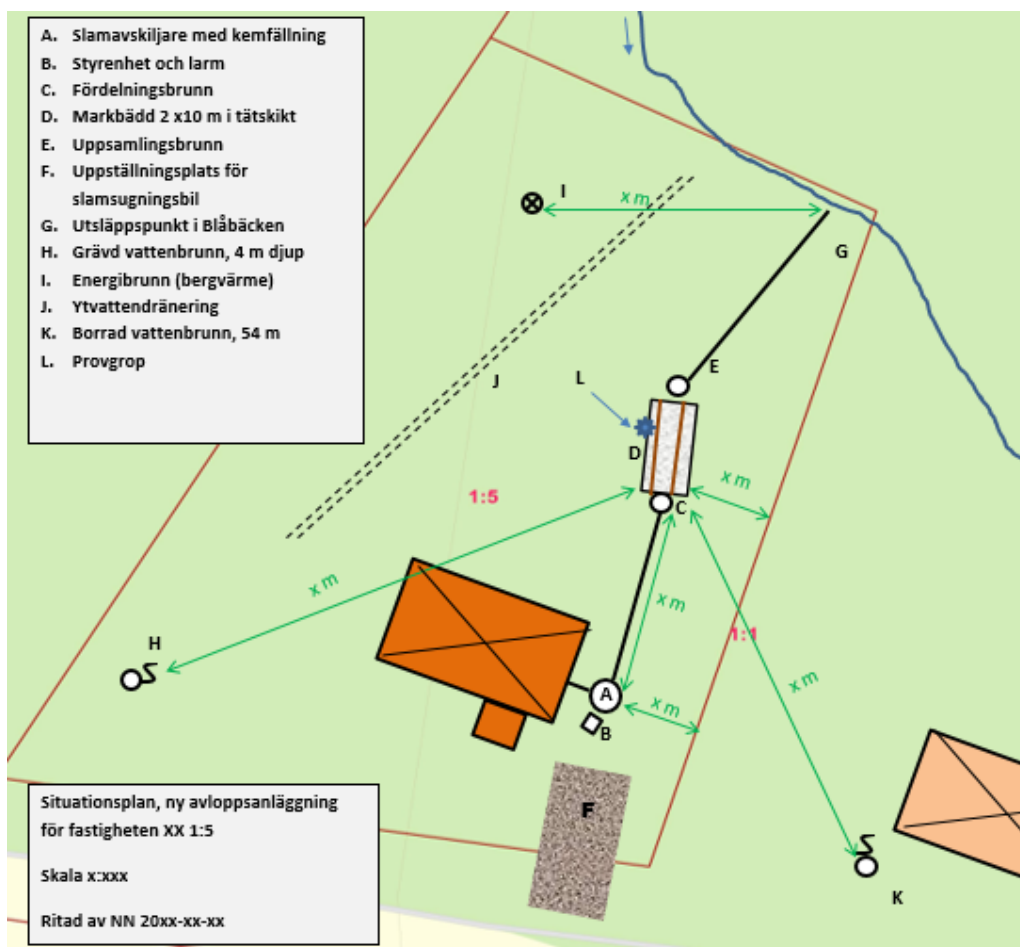 A. Slamavskiljare med kemfällning
B. Styrenhet och larm
C. Fördelningsbrunn
D. Markbädd 2 x10 m i tätskikt
E. Uppsamlingsbrunn
F. Uppställningsplats för
slamsugningsbil
G. Utsläppspunkt i Blåbäcken
H. Grävd vattenbrunn, 4 m djup
I. Energibrunn (bergvärme)
J. Ytvattendränering
K. Borrad vattenbrunn, 54 m
L. Provgrop
I
x m
G
E
L
J
D
x m
1:5
C
x m
x m
1:1
H
x m
A
x m
B
F
K
Situationsplan, ny avloppsanläggning
för fastigheten XX 1:5
Skala x:xxx
Ritad av NN 20xx-xx-xx